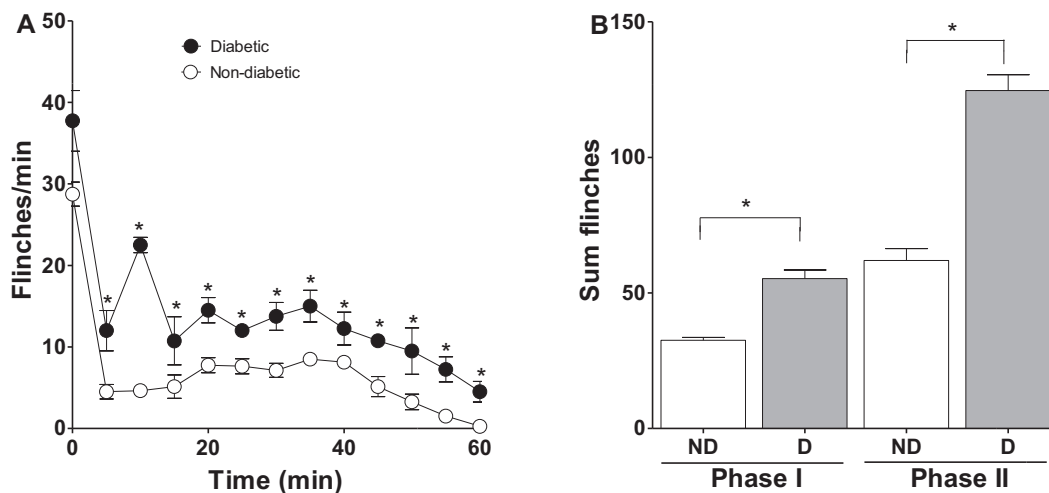 A
50
40
30
20
10
0
Flinches/min
Diabetic
Non-diabetic
*
*
*
*
*
*
*
*
*
*
*
*
0
20
40
60
Time (min)
B
150
100
50
0
Sum flinches
*
*
ND
D
ND
D
Phase I
Phase II